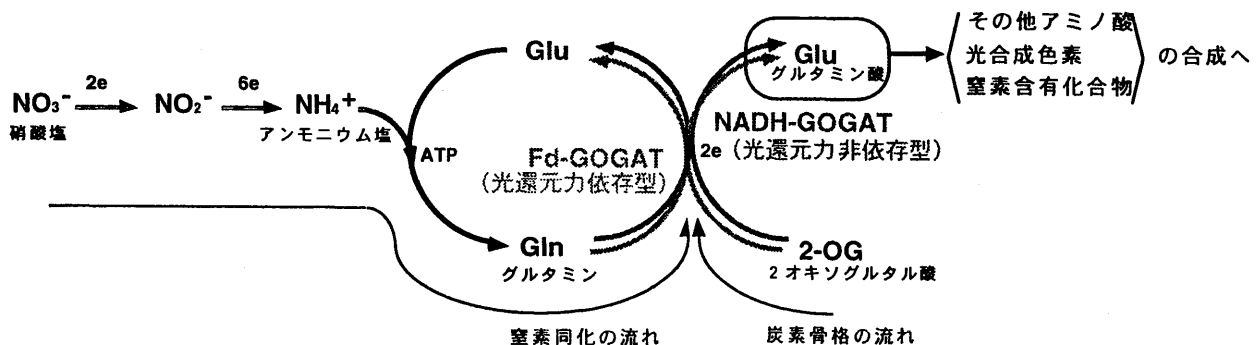 NO₃⁻
硝酸塩
2e
NO₂⁻
6e
NH₄⁺
アンモニウム塩
ATP
Glu
Gln
グルタミン
Fd-GOGAT
(光還元力依存型)
Glu
グルタミン酸
NADH-GOGAT
2e (光還元力非依存型)
2-OG
2オキソグルタル酸
その他アミノ酸
光合成色素 の合成へ
窒素含有化合物
窒素同化の流れ
炭素骨格の流れ